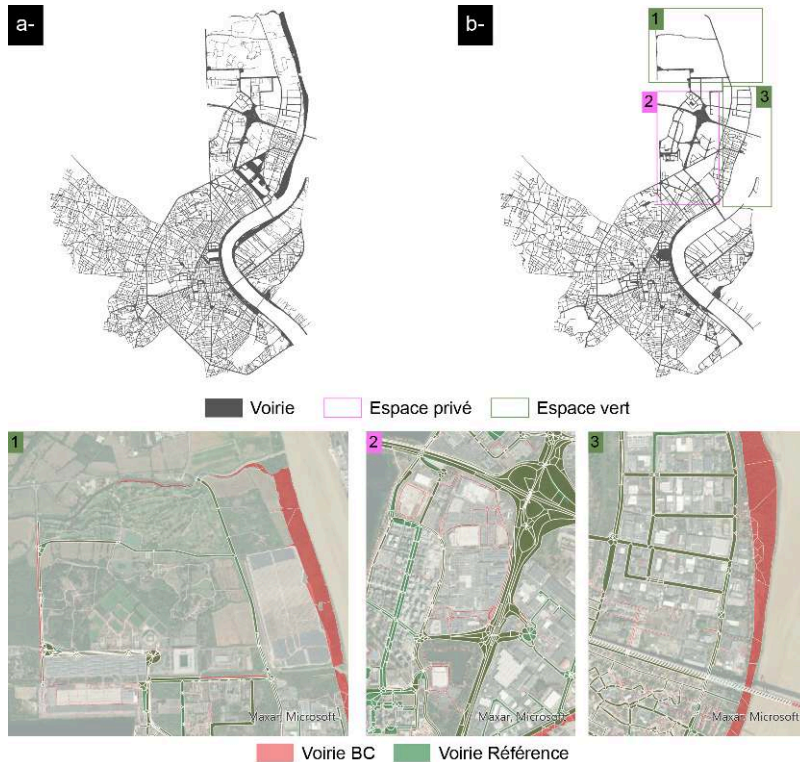 a-
b-
1
2
3
Voirie
Espace privé
Espace vert
1
2
3
Maxar, Microsoft
Maxar, Microsoft
Maxar, Microsoft
Voirie BC
Voirie Référence